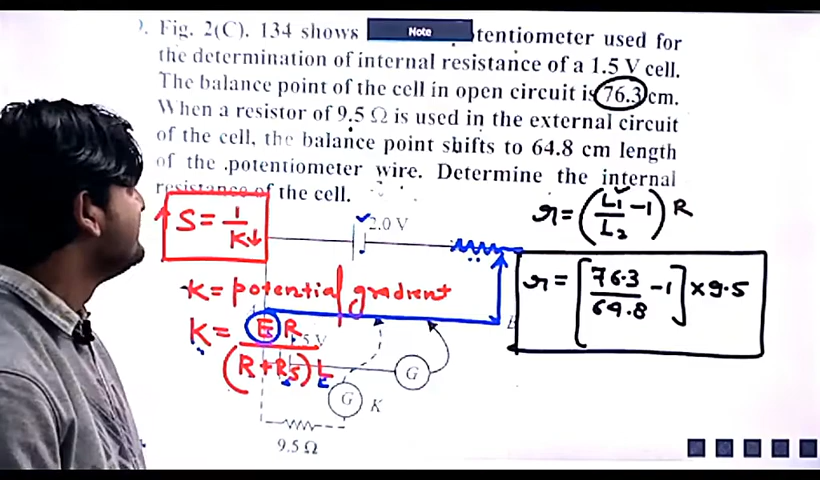 ). Fig. 2(C). 134 shows Note tentiometer used for
the determination of internal resistance of a 1.5 V cell.
The balance point of the cell in open circuit is 76.3 cm.
When a resistor of 9.5 Ω is used in the external circuit
of the cell, the balance point shifts to 64.8 cm length
of the potentiometer wire. Determine the internal
resistance of the cell.
S = 1/K↓
2.0 V
r = (L1/L2 - 1) R
K = potential gradient
r = [76.3/64.8 - 1] × 9.5
K = E R / (R + Rs) L
5 V
G
G
K
9.5 Ω